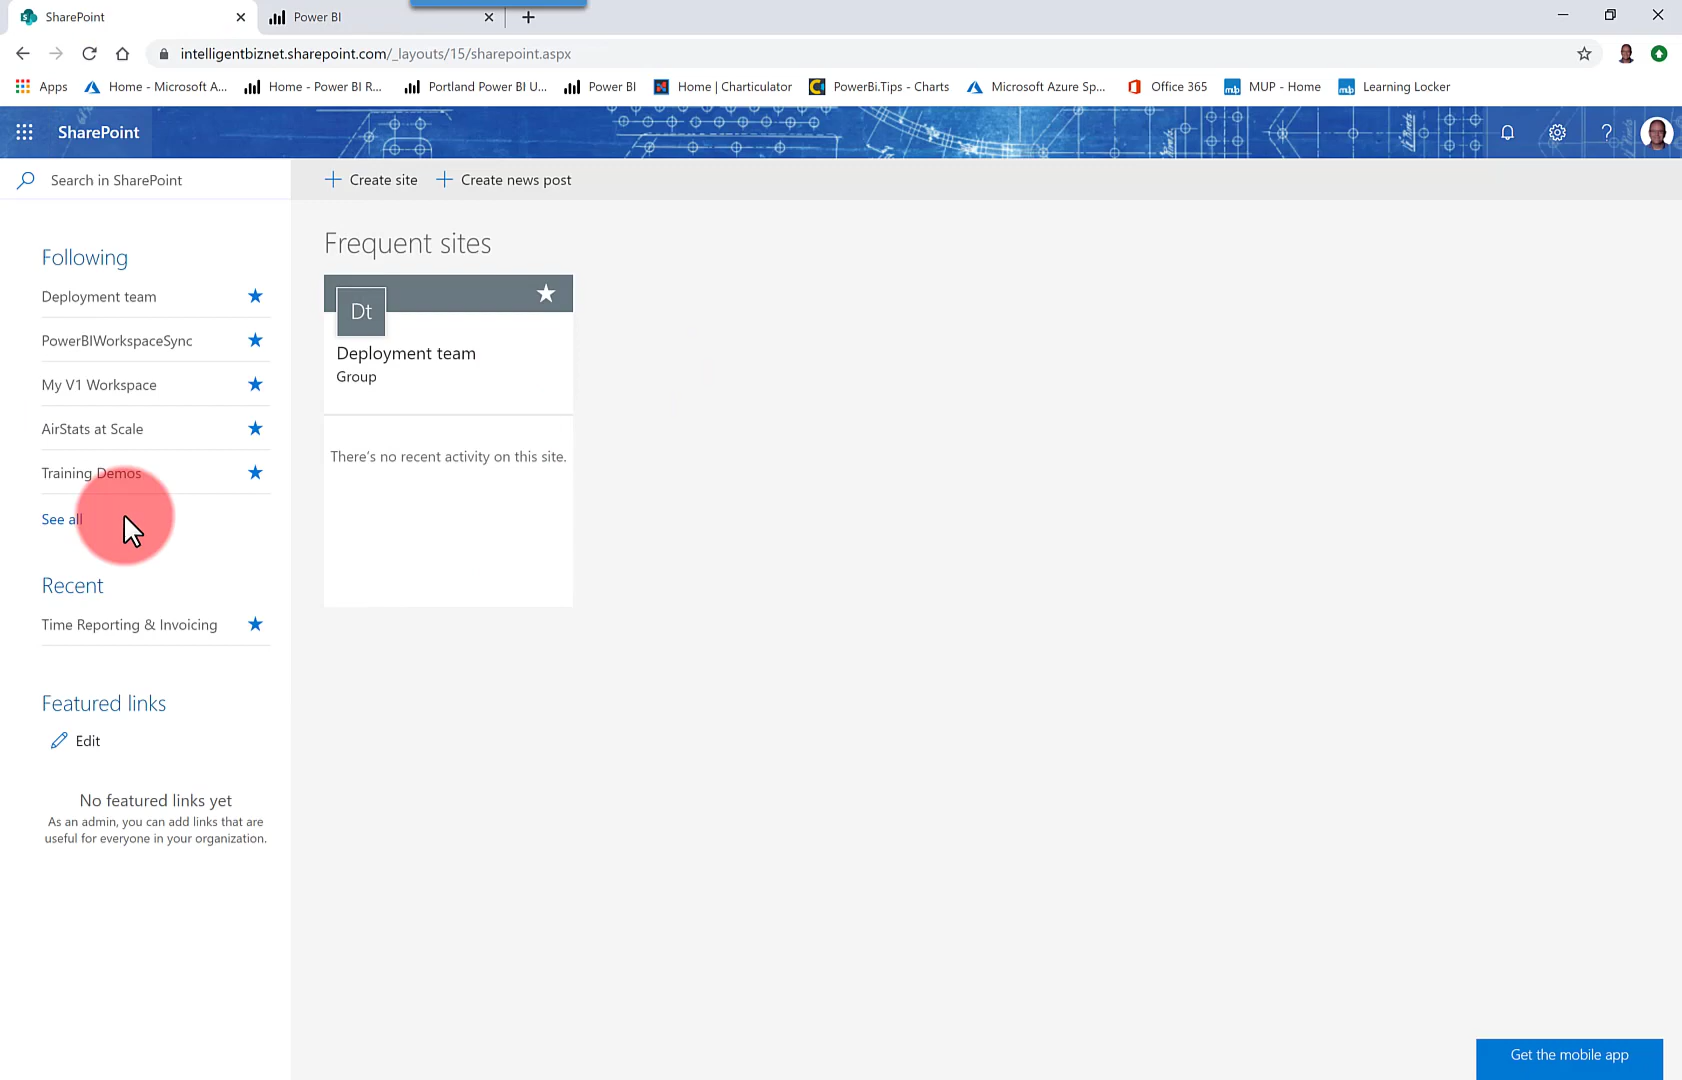 SharePoint
Power BI
intelligentbiznet.sharepoint.com/_layouts/15/sharepoint.aspx
Apps
Home - Microsoft A...
Home - Power BI R...
Portland Power BI U...
Power BI
Home | Charticulator
PowerBi.Tips - Charts
Microsoft Azure Sp...
Office 365
MUP - Home
Learning Locker
SharePoint
Search in SharePoint
Create site
Create news post
Following
Deployment team
PowerBIWorkspaceSync
My V1 Workspace
AirStats at Scale
Training Demos
See all
Recent
Time Reporting & Invoicing
Featured links
Edit
No featured links yet
As an admin, you can add links that are
useful for everyone in your organization.
Frequent sites
Dt
Deployment team
Group
There's no recent activity on this site.
Get the mobile app